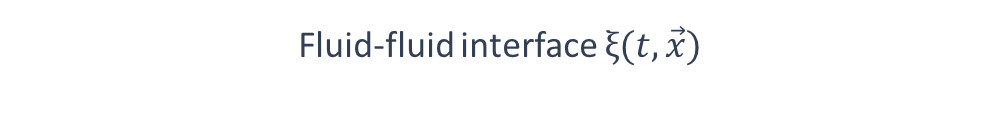 Fluid-fluid interface ξ(t, x⃗)